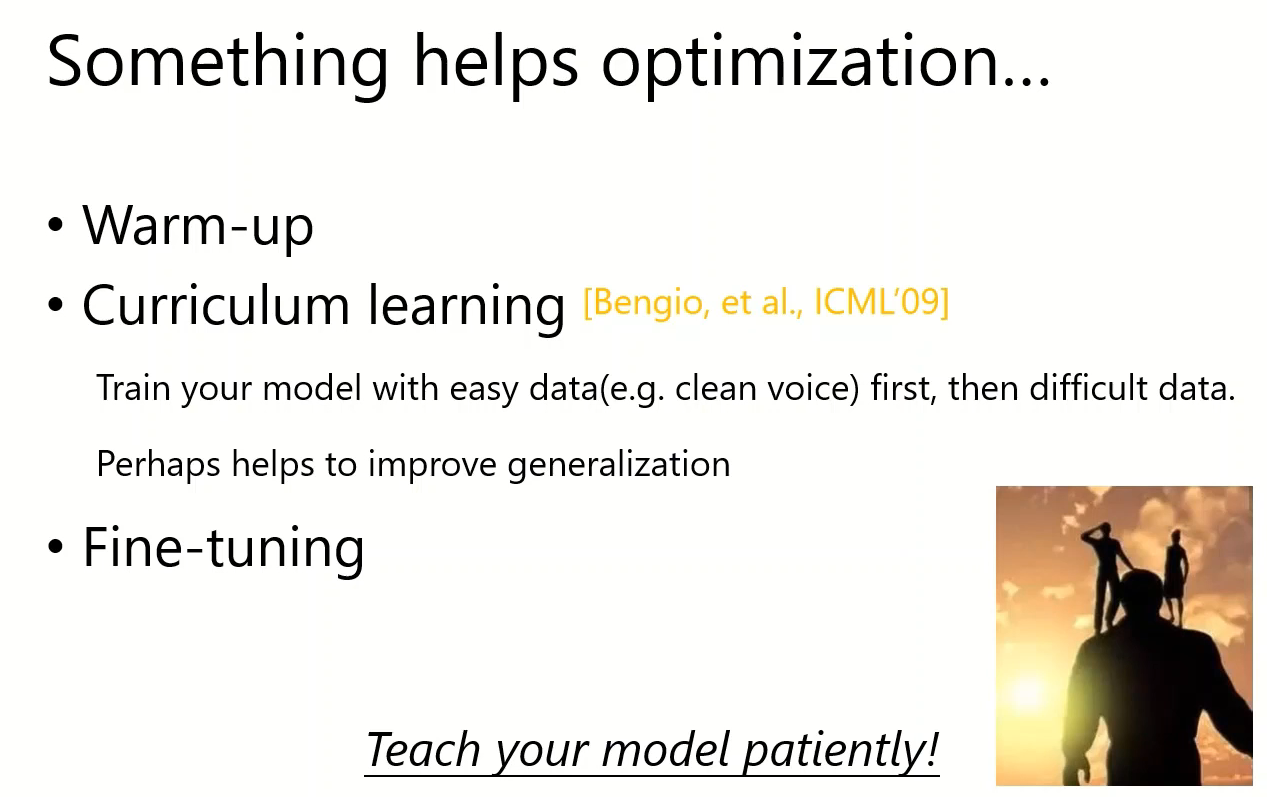 Something helps optimization...
• Warm-up
• Curriculum learning [Bengio, et al., ICML’09]
Train your model with easy data(e.g. clean voice) first, then difficult data.
Perhaps helps to improve generalization
• Fine-tuning
Teach your model patiently!